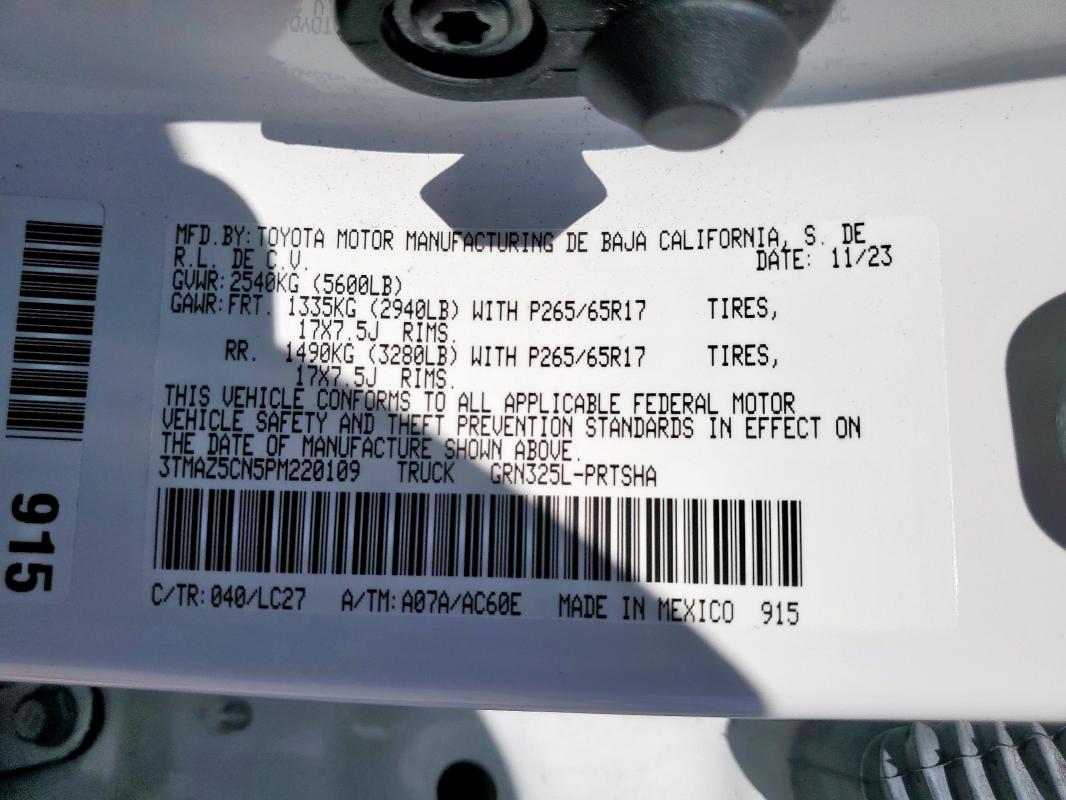 MFD.BY: TOYOTA MOTOR MANUFACTURING DE BAJA CALIFORNIA, S. DE
R.L. DE C.V. DATE: 11/23
GVWR: 2540KG (5600LB)
GAWR: FRT. 1335KG (2940LB) WITH P265/65R17 TIRES,
17X7.5J RIMS.
RR. 1490KG (3280LB) WITH P265/65R17 TIRES,
17X7.5J RIMS.
THIS VEHICLE CONFORMS TO ALL APPLICABLE FEDERAL MOTOR
VEHICLE SAFETY AND THEFT PREVENTION STANDARDS IN EFFECT ON
THE DATE OF MANUFACTURE SHOWN ABOVE.
3TMAZ5CN5PM220109 TRUCK GRN325L-PRTSHA
C/TR: 040/LC27 A/TM: A07A/AC60E MADE IN MEXICO 915
915